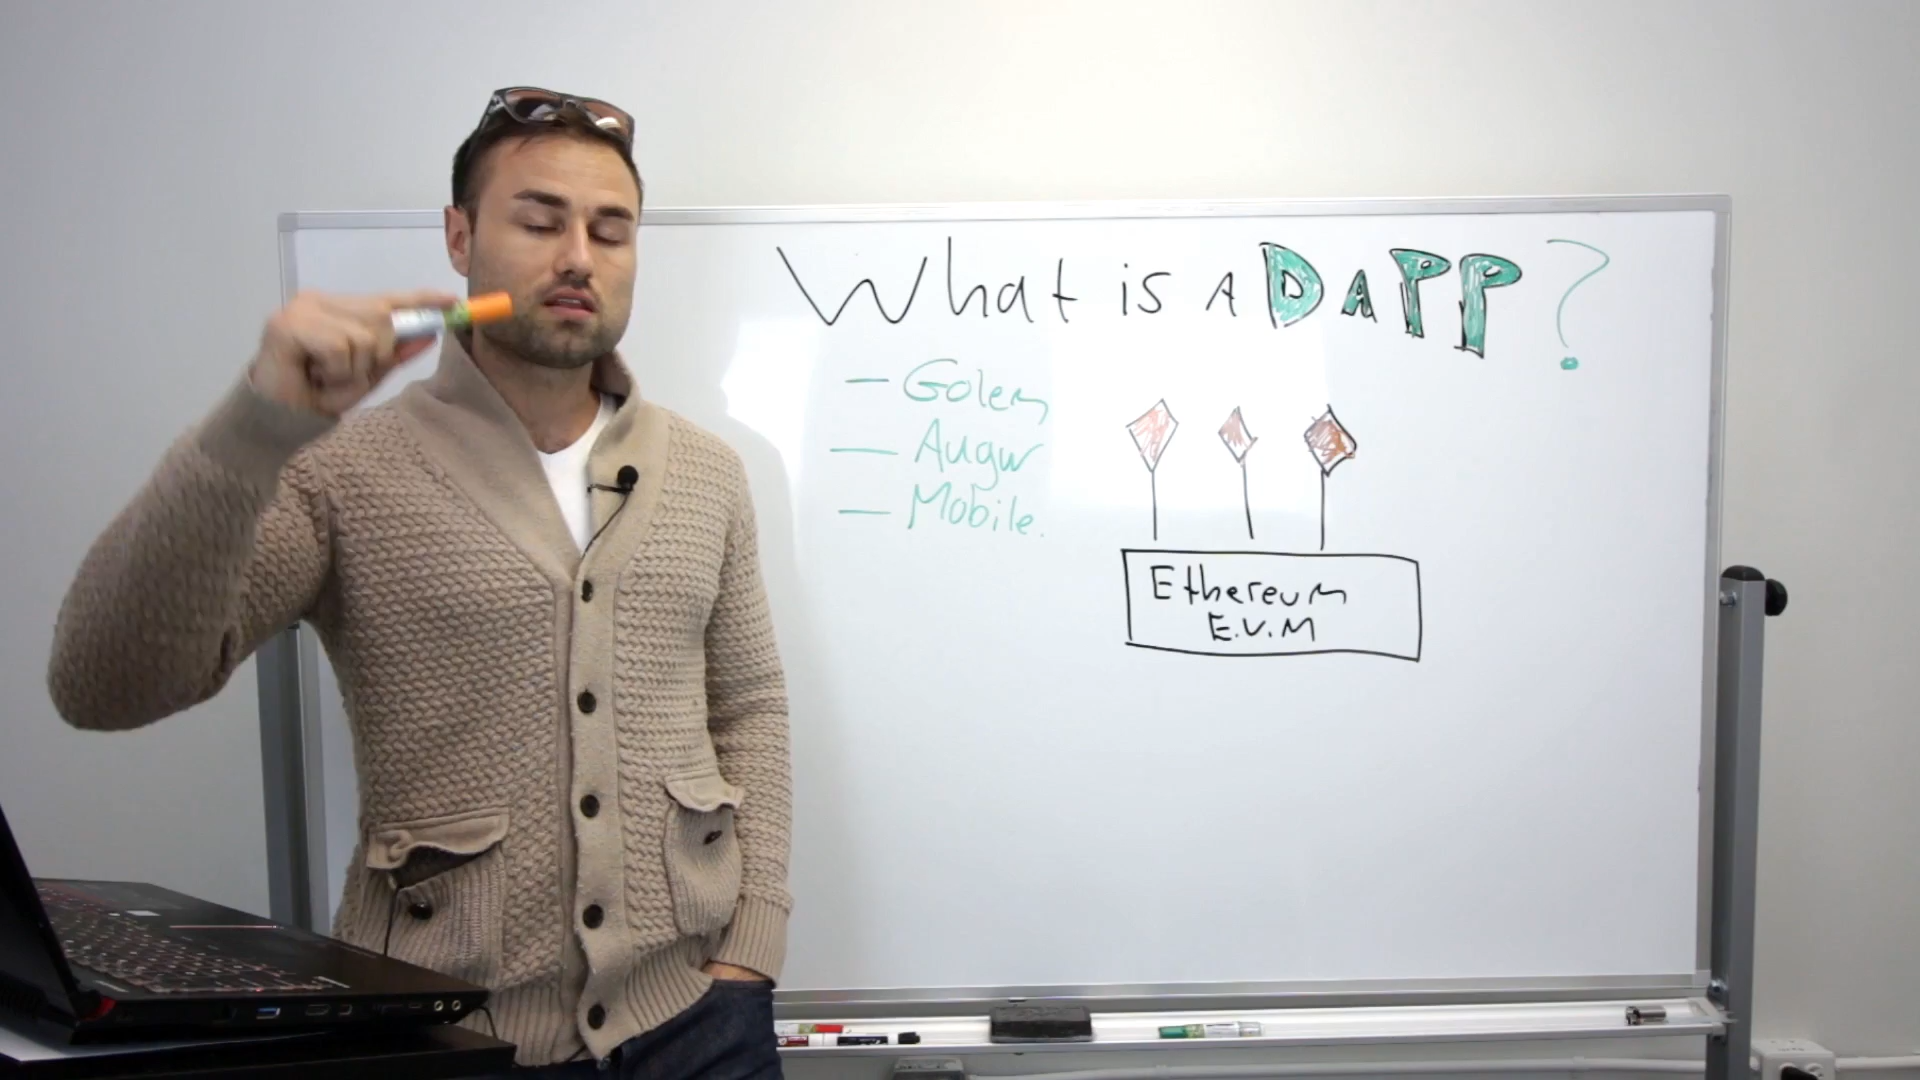 What is A DAPP?
— Golem
— Augur
— Mobile.
Ethereum
E.V.M